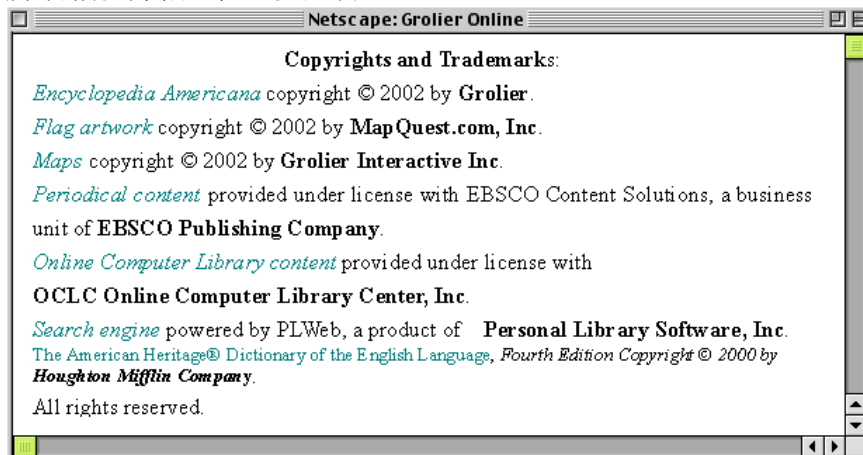 Netscape: Grolier Online
Copyrights and Trademarks:
Encyclopedia Americana copyright © 2002 by Grolier.
Flag artwork copyright © 2002 by MapQuest.com, Inc.
Maps copyright © 2002 by Grolier Interactive Inc.
Periodical content provided under license with EBSCO Content Solutions, a business
unit of EBSCO Publishing Company.
Online Computer Library content provided under license with
OCLC Online Computer Library Center, Inc.
Search engine powered by PLWeb, a product of Personal Library Software, Inc.
The American Heritage® Dictionary of the English Language, Fourth Edition Copyright © 2000 by
Houghton Mifflin Company.
All rights reserved.